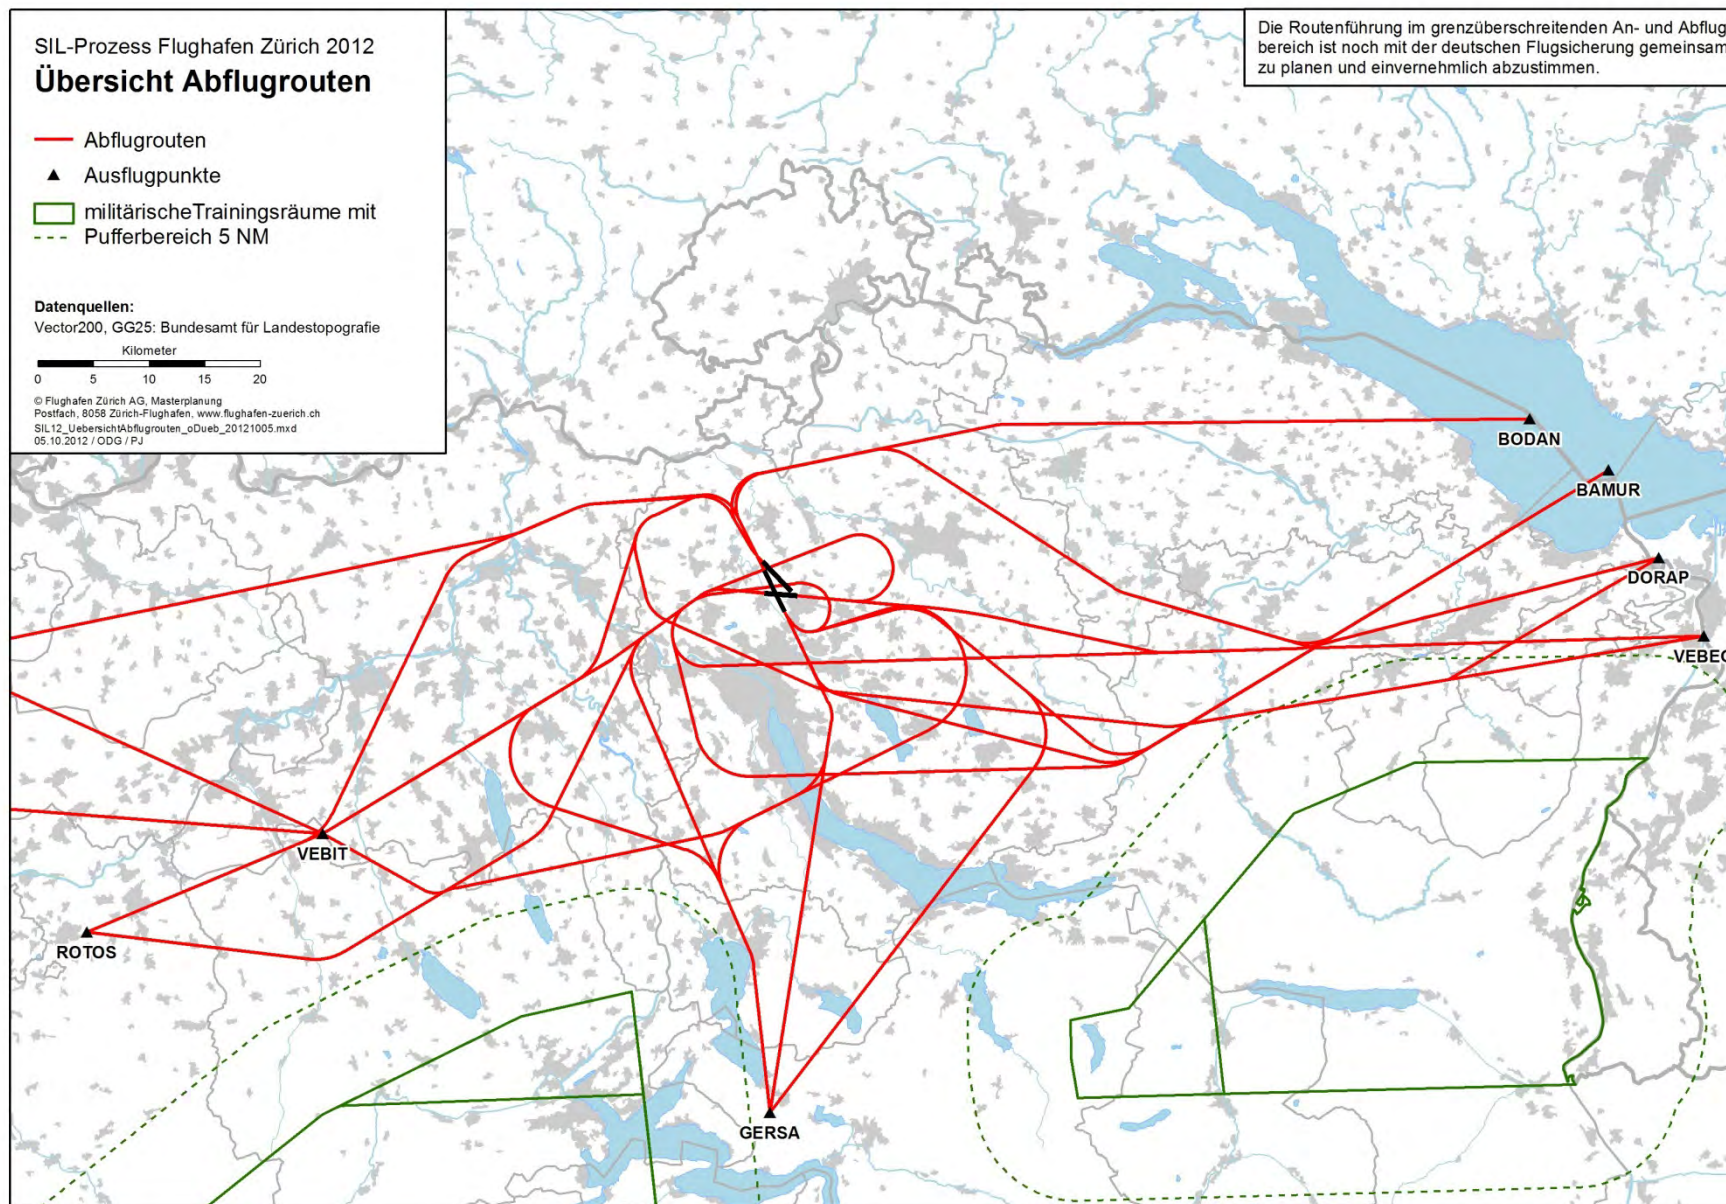 SIL-Prozess Flughafen Zürich 2012
Übersicht Abflugrouten
Abflugrouten
Ausflugpunkte
militärischeTrainingsräume mit
Pufferbereich 5 NM
Datenquellen:
Vector200, GG25: Bundesamt für Landestopografie
Kilometer
0 5 10 15 20
© Flughafen Zürich AG, Masterplanung
Postfach, 8058 Zürich-Flughafen, www.flughafen-zuerich.ch
SIL12_UebersichtAbflugrouten_oDueb_20121005.mxd
05.10.2012 / ODG / PJ
Die Routenführung im grenzüberschreitenden An- und Abflug
bereich ist noch mit der deutschen Flugsicherung gemeinsam
zu planen und einvernehmlich abzustimmen.
BODAN
BAMUR
DORAP
VEBEG
VEBIT
ROTOS
GERSA